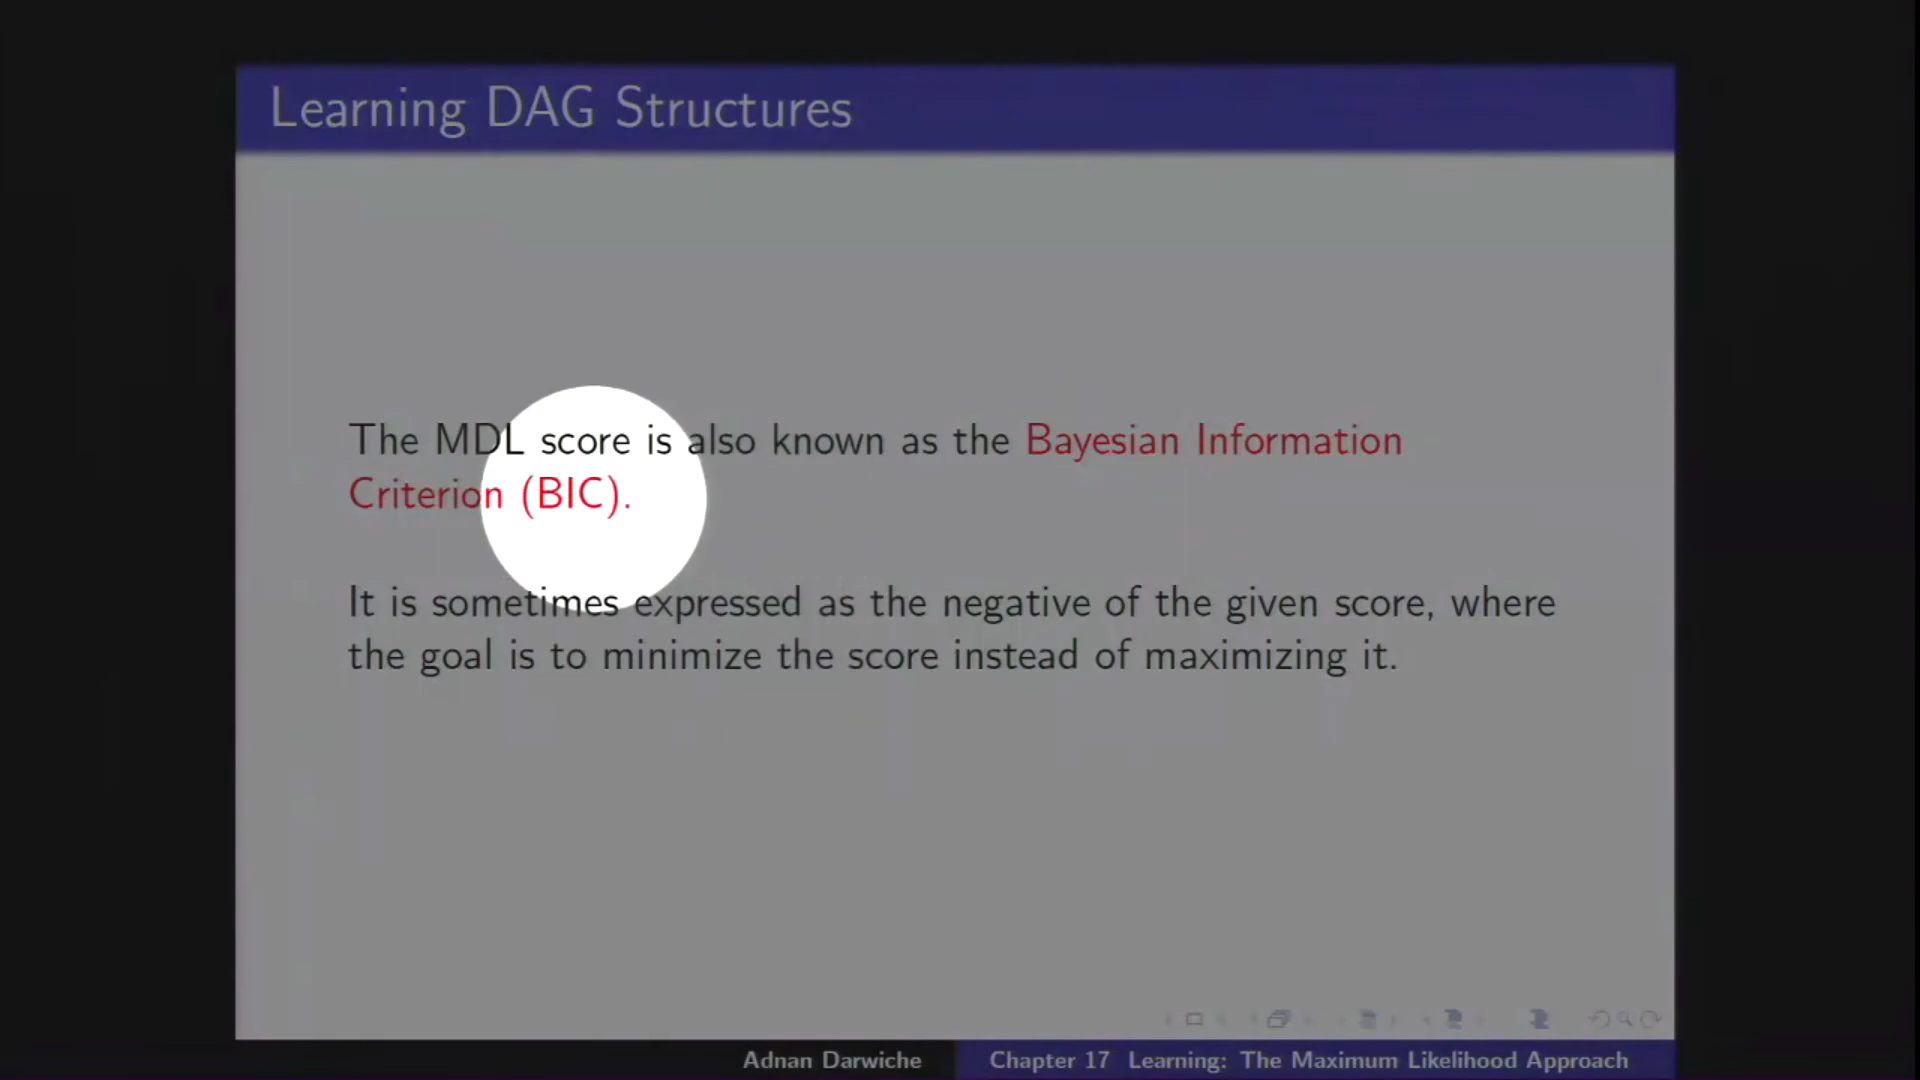 Learning DAG Structures
The MDL score is also known as the Bayesian Information
Criterion (BIC).
It is sometimes expressed as the negative of the given score, where
the goal is to minimize the score instead of maximizing it.
Adnan Darwiche
Chapter 17 Learning: The Maximum Likelihood Approach